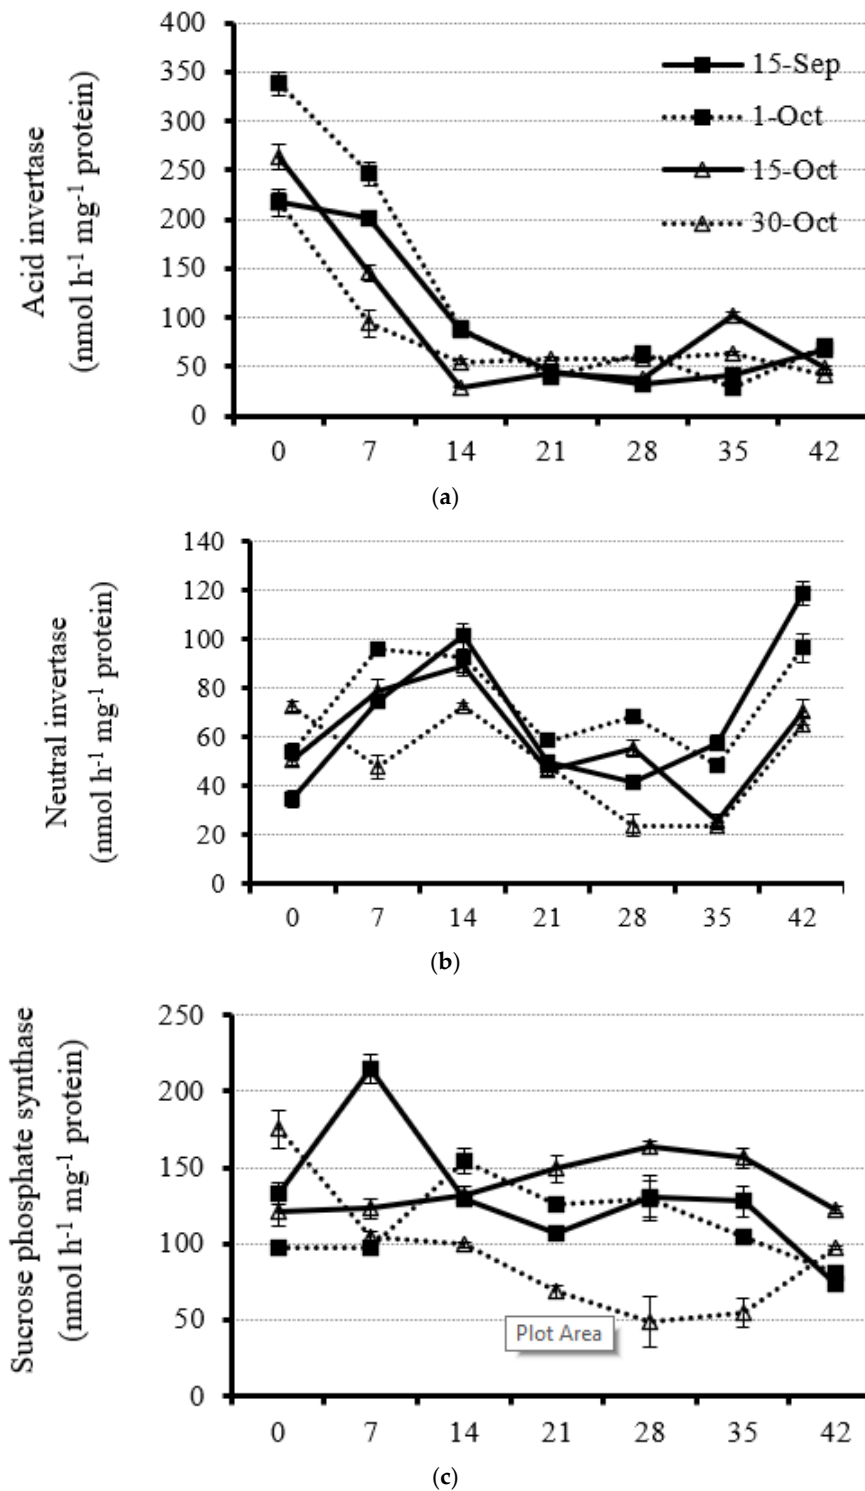 Acid invertase
(nmol h⁻¹ mg⁻¹ protein)
400
350
300
250
200
150
100
50
0
15-Sep
1-Oct
15-Oct
30-Oct
0 7 14 21 28 35 42
(a)
Neutral invertase
(nmol h⁻¹ mg⁻¹ protein)
140
120
100
80
60
40
20
0
0 7 14 21 28 35 42
(b)
Sucrose phosphate synthase
(nmol h⁻¹ mg⁻¹ protein)
250
200
150
100
50
0
Plot Area
0 7 14 21 28 35 42
(c)